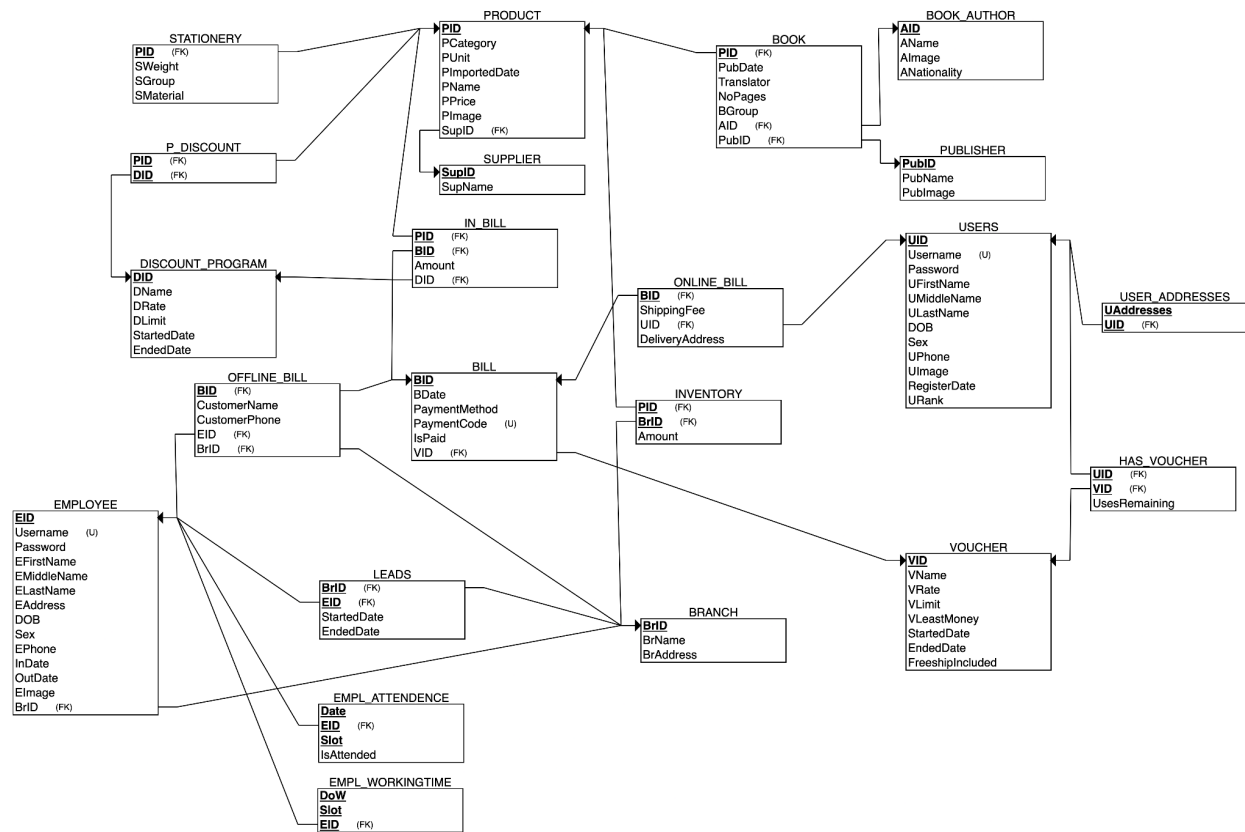 PRODUCT
PID
PCategory
PUnit
PImportedDate
PName
PPrice
PImage
SupID (FK)
BOOK_AUTHOR
AID
AName
AImage
ANationality
STATIONERY
PID (FK)
SWeight
SGroup
SMaterial
BOOK
PID (FK)
PubDate
Translator
NoPages
BGroup
AID (FK)
PubID (FK)
P_DISCOUNT
PID (FK)
DID (FK)
SUPPLIER
SupID
SupName
PUBLISHER
PubID
PubName
PubImage
IN_BILL
PID (FK)
BID (FK)
Amount
DID (FK)
USERS
UID
Username (U)
Password
UFirstName
UMiddleName
ULastName
DOB
Sex
UPhone
UImage
RegisterDate
URank
DISCOUNT_PROGRAM
DID
DName
DRate
DLimit
StartedDate
EndedDate
ONLINE_BILL
BID (FK)
ShippingFee
UID (FK)
DeliveryAddress
USER_ADDRESSES
UAddresses
UID (FK)
OFFLINE_BILL
BID (FK)
CustomerName
CustomerPhone
EID (FK)
BrID (FK)
BILL
BID
BDate
PaymentMethod
PaymentCode (U)
IsPaid
VID (FK)
INVENTORY
PID (FK)
BrID (FK)
Amount
HAS_VOUCHER
UID (FK)
VID (FK)
UsesRemaining
EMPLOYEE
EID
Username (U)
Password
EFirstName
EMiddleName
ELastName
EAddress
DOB
Sex
EPhone
InDate
OutDate
EImage
BrID (FK)
VOUCHER
VID
VName
VRate
VLimit
VLeastMoney
StartedDate
EndedDate
FreeshipIncluded
LEADS
BrID (FK)
EID (FK)
StartedDate
EndedDate
BRANCH
BrID
BrName
BrAddress
EMPL_ATTENDENCE
Date
EID (FK)
Slot
IsAttended
EMPL_WORKINGTIME
DoW
Slot
EID (FK)